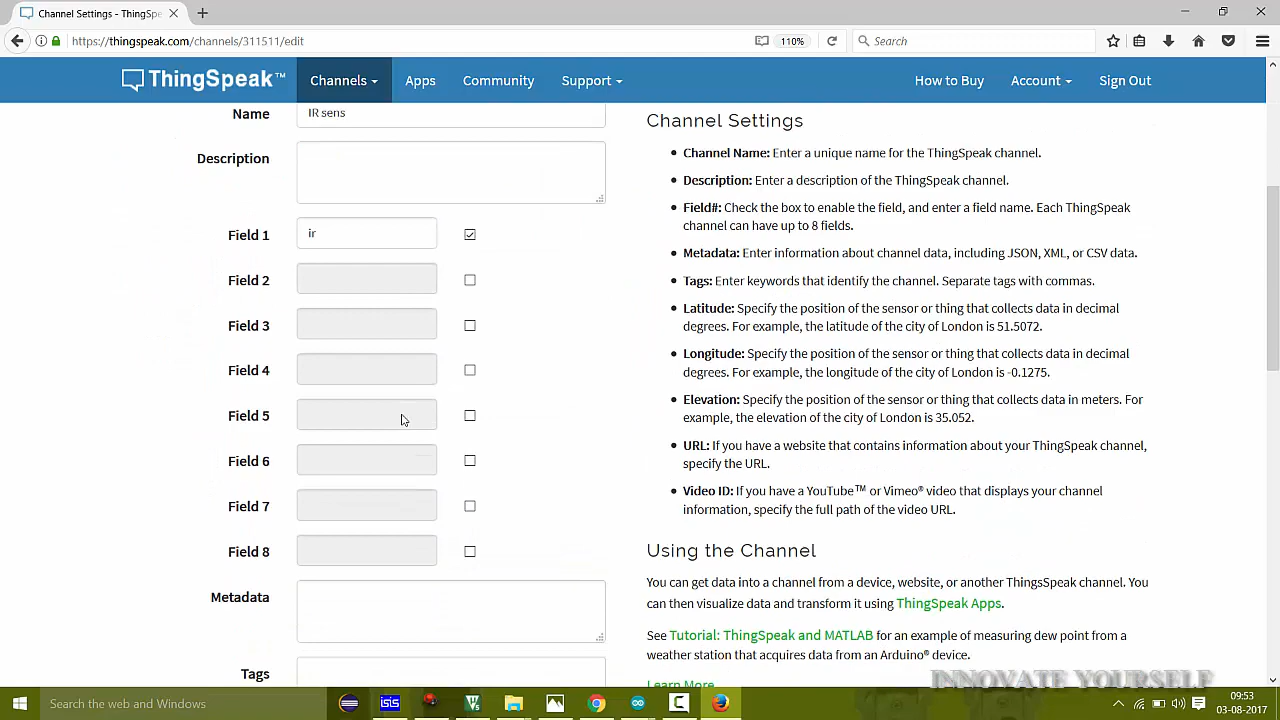 Channel Settings - ThingSpe
https://thingspeak.com/channels/311511/edit
110%
Search
ThingSpeak™
Channels
Apps
Community
Support
How to Buy
Account
Sign Out
Name
IR sens
Description
Field 1
ir
Field 2
Field 3
Field 4
Field 5
Field 6
Field 7
Field 8
Metadata
Tags
Channel Settings
Channel Name: Enter a unique name for the ThingSpeak channel.
Description: Enter a description of the ThingSpeak channel.
Field#: Check the box to enable the field, and enter a field name. Each ThingSpeak
channel can have up to 8 fields.
Metadata: Enter information about channel data, including JSON, XML, or CSV data.
Tags: Enter keywords that identify the channel. Separate tags with commas.
Latitude: Specify the position of the sensor or thing that collects data in decimal
degrees. For example, the latitude of the city of London is 51.5072.
Longitude: Specify the position of the sensor or thing that collects data in decimal
degrees. For example, the longitude of the city of London is -0.1275.
Elevation: Specify the position of the sensor or thing that collects data in meters. For
example, the elevation of the city of London is 35.052.
URL: If you have a website that contains information about your ThingSpeak channel,
specify the URL.
Video ID: If you have a YouTube™ or Vimeo® video that displays your channel
information, specify the full path of the video URL.
Using the Channel
You can get data into a channel from a device, website, or another ThingsSpeak channel. You
can then visualize data and transform it using ThingSpeak Apps.
See Tutorial: ThingSpeak and MATLAB for an example of measuring dew point from a
weather station that acquires data from an Arduino® device.
Learn More
INNOVATE YOURSELF
Search the web and Windows
ISIS
09:53
03-08-2017